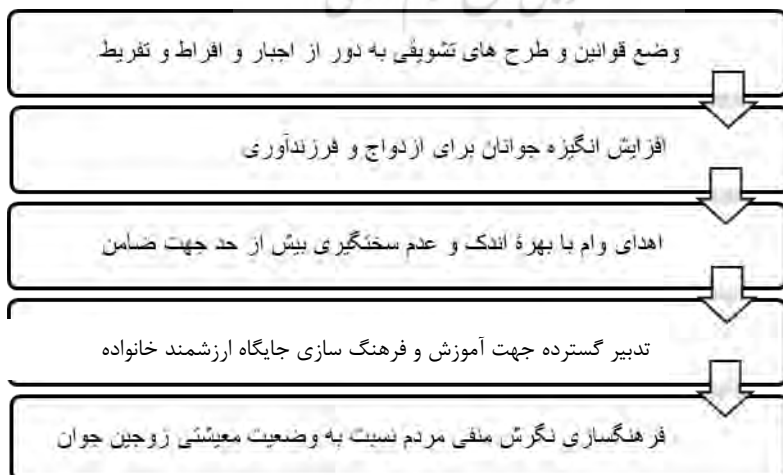 وضع قوانین و طرح های تشویقی به دور از اجبار و افراط و تفریط
افزایش انگیزه جوانان برای ازدواج و فرزندآوری
اهدای وام با بهرهٔ اندک و عدم سختگیری بیش از حد جهت ضامن
تدبیر گسترده جهت آموزش و فرهنگ سازی جایگاه ارزشمند خانواده
فرهنگسازی نگرش منفی مردم نسبت به وضعیت معیشتی زوجین جوان